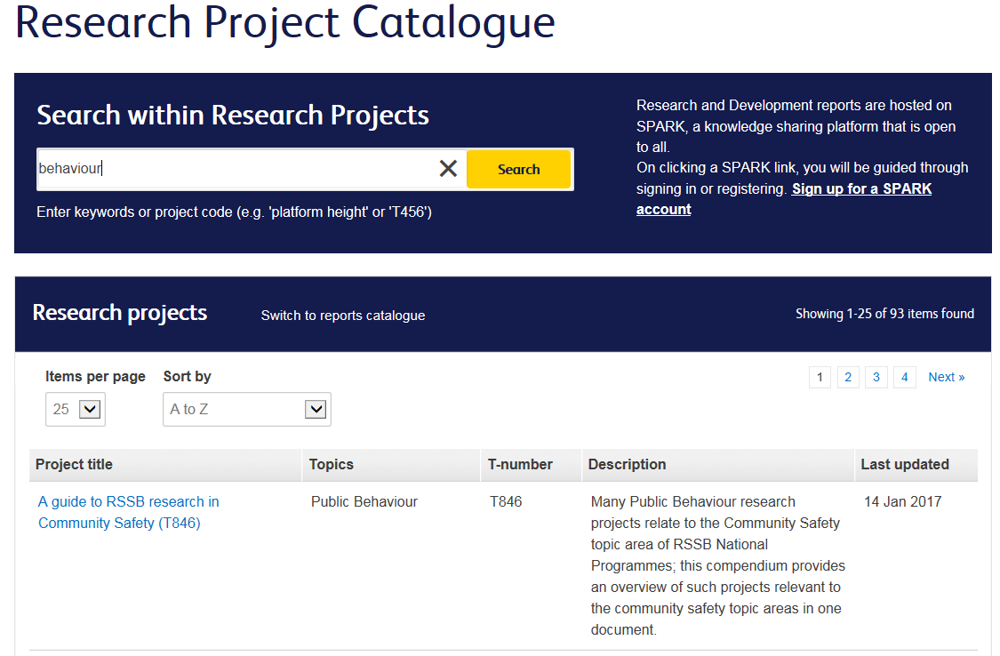 Research Project Catalogue
Search within Research Projects
behaviour
Search
Enter keywords or project code (e.g. 'platform height' or 'T456')
Research and Development reports are hosted on
SPARK, a knowledge sharing platform that is open
to all.
On clicking a SPARK link, you will be guided through
signing in or registering. Sign up for a SPARK
account
Research projects
Switch to reports catalogue
Showing 1-25 of 93 items found
Items per page
Sort by
25
A to Z
1 2 3 4 Next »
Project title
Topics
T-number
Description
Last updated
A guide to RSSB research in
Community Safety (T846)
Public Behaviour
T846
Many Public Behaviour research
projects relate to the Community Safety
topic area of RSSB National
Programmes; this compendium provides
an overview of such projects relevant to
the community safety topic areas in one
document.
14 Jan 2017